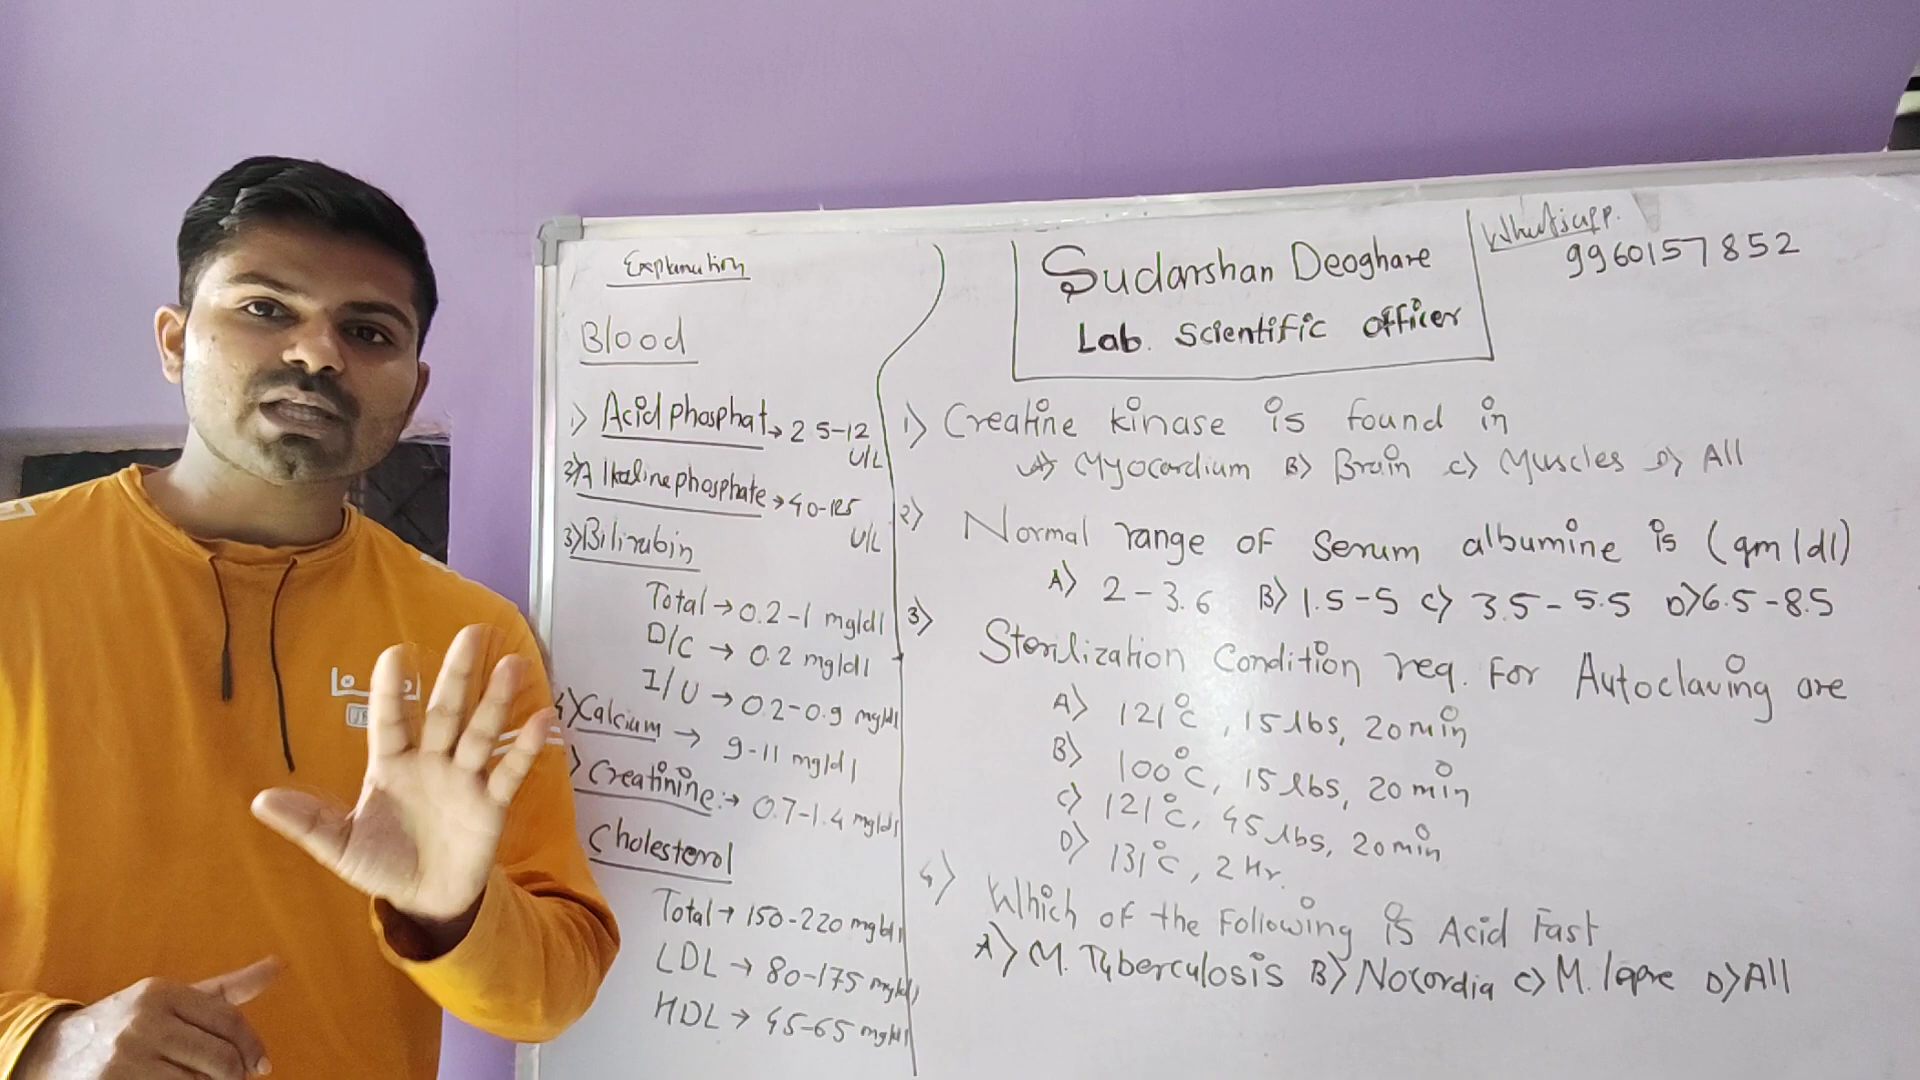 Explanation
Blood
1) Acid phosphat → 2.5-12
U/L
2) Alkaline phosphate → 40-125
U/L
3) Bilirubin
Total → 0.2-1 mg/dl
D/C → 0.2 mg/dl
I/U → 0.2-0.9 mg/dl
4) Calcium → 9-11 mg/dl
) Creatinine:→ 0.7-1.4 mg/dl
Cholesterol
Total → 150-220 mg/dl
LDL → 80-175 mg/dl
HDL → 45-65 mg/dl
Sudarshan Deoghare
Lab. Scientific Officer
Whatsapp.
9960157852
1) Creatine kinase is found in
A) Myocardium B) Brain C) Muscles D) All
2) Normal range of serum albumine is (gm/dl)
A) 2-3.6 B) 1.5-5 C) 3.5-5.5 D) 6.5-8.5
3) Sterilization Condition req. For Autoclaving are
A) 121°C, 15 lbs, 20 min
B) 100°C, 15 lbs, 20 min
C) 121°C, 45 lbs, 20 min
D) 131°C, 2 Hr.
4) Which of the Following is Acid Fast
A) M. Tuberculosis B) Nocordia C) M. lepre D) All